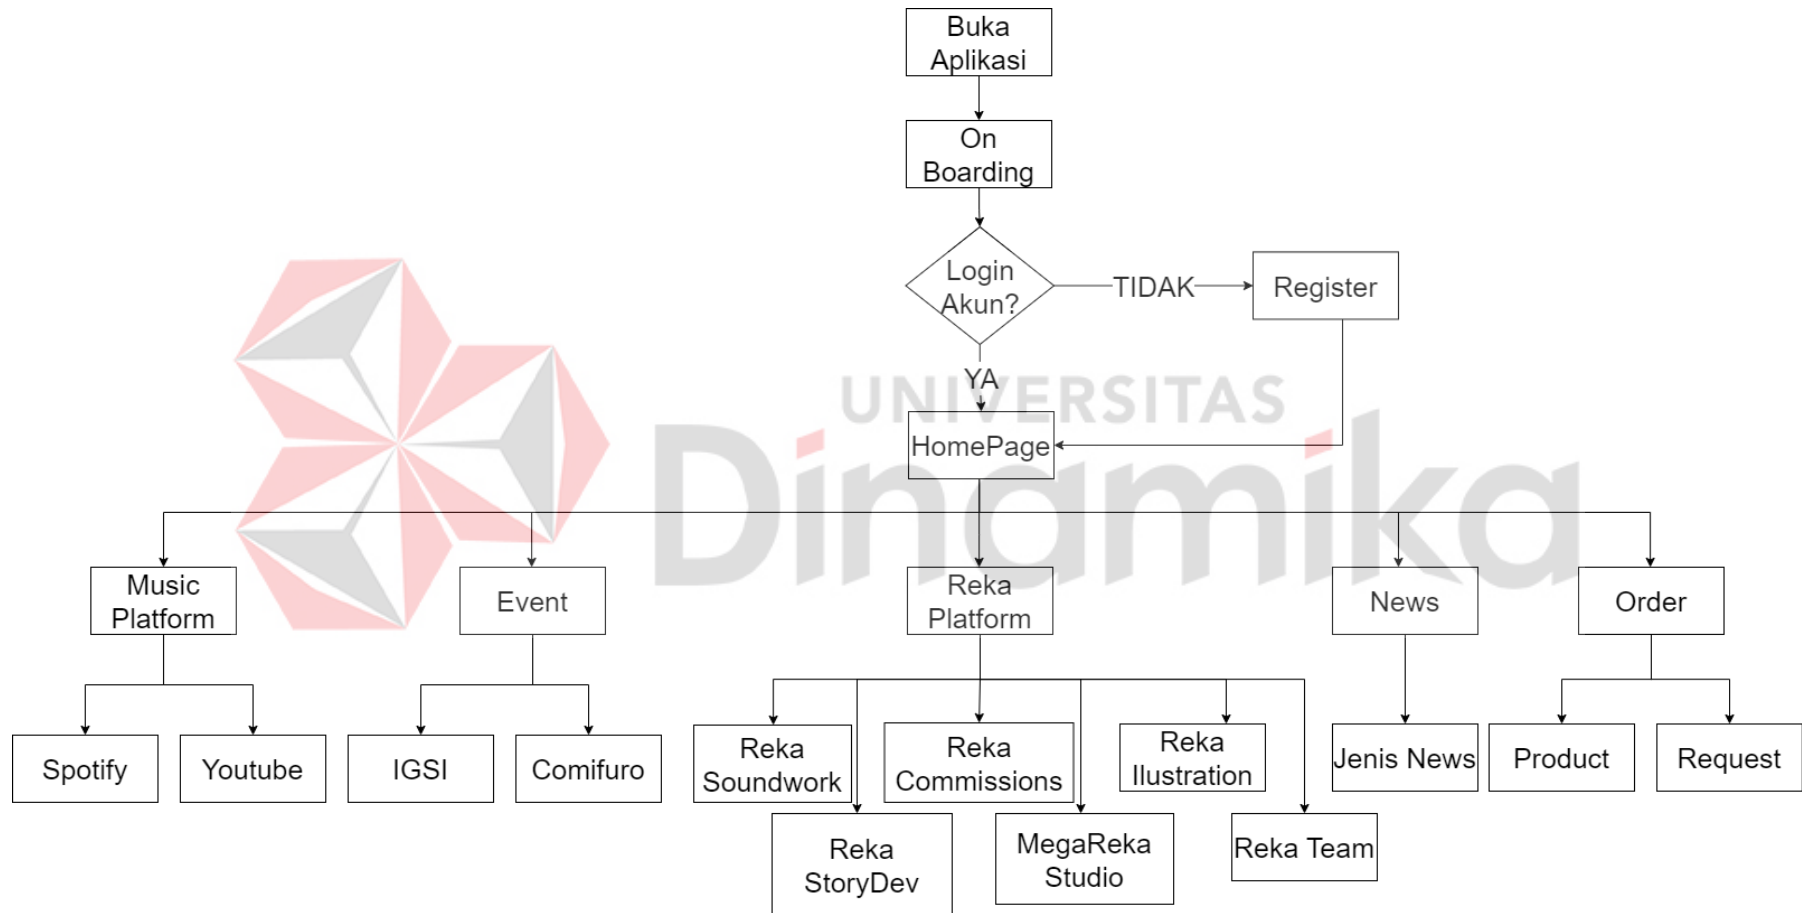 Buka
Aplikasi
On
Boarding
Login
Akun?
TIDAK
Register
YA
UNIVERSITAS
Dinamika
HomePage
Music
Platform
Event
Reka
Platform
News
Order
Spotify
Youtube
IGSI
Comifuro
Reka
Soundwork
Reka
Commissions
Reka
Ilustration
Jenis News
Product
Request
Reka
StoryDev
MegaReka
Studio
Reka Team